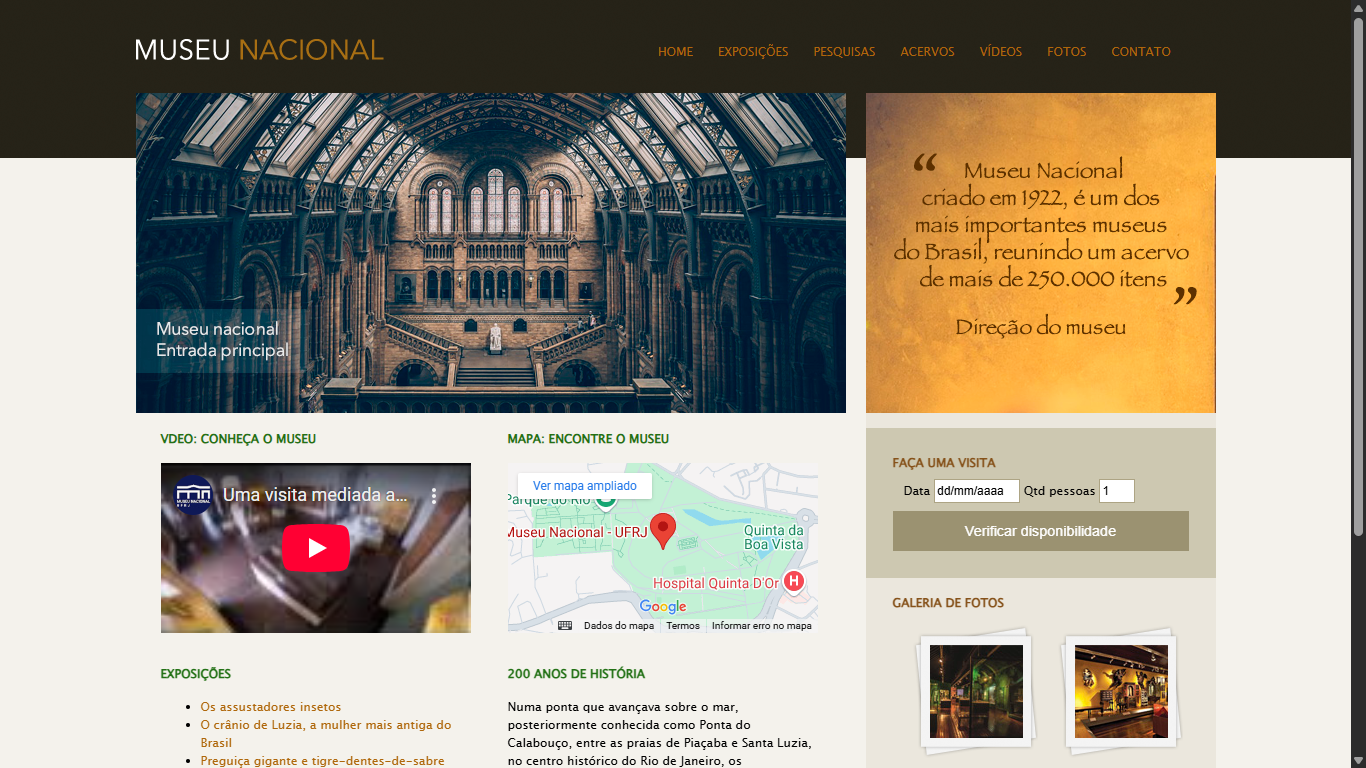 MUSEU NACIONAL
HOME EXPOSIÇÕES PESQUISAS ACERVOS VÍDEOS FOTOS CONTATO
Museu nacional
Entrada principal
“ Museu Nacional
criado em 1922, é um dos
mais importantes museus
do Brasil, reunindo um acervo
de mais de 250.000 itens ”
Direção do museu
VDEO: CONHEÇA O MUSEU
MUSEU NACIONAL
UFRJ
Uma visita mediada a...
MAPA: ENCONTRE O MUSEU
Ver mapa ampliado
Parque do Rio
Museu Nacional - UFRJ
Quinta da
Boa Vista
Hospital Quinta D'Or
H
Google
Dados do mapa Termos Informar erro no mapa
FAÇA UMA VISITA
Data dd/mm/aaaa Qtd pessoas 1
Verificar disponibilidade
GALERIA DE FOTOS
EXPOSIÇÕES
Os assustadores insetos
O crânio de Luzia, a mulher mais antiga do
Brasil
Preguiça gigante e tigre-dentes-de-sabre
200 ANOS DE HISTÓRIA
Numa ponta que avançava sobre o mar,
posteriormente conhecida como Ponta do
Calabouço, entre as praias de Piaçaba e Santa Luzia,
no centro histórico do Rio de Janeiro, os